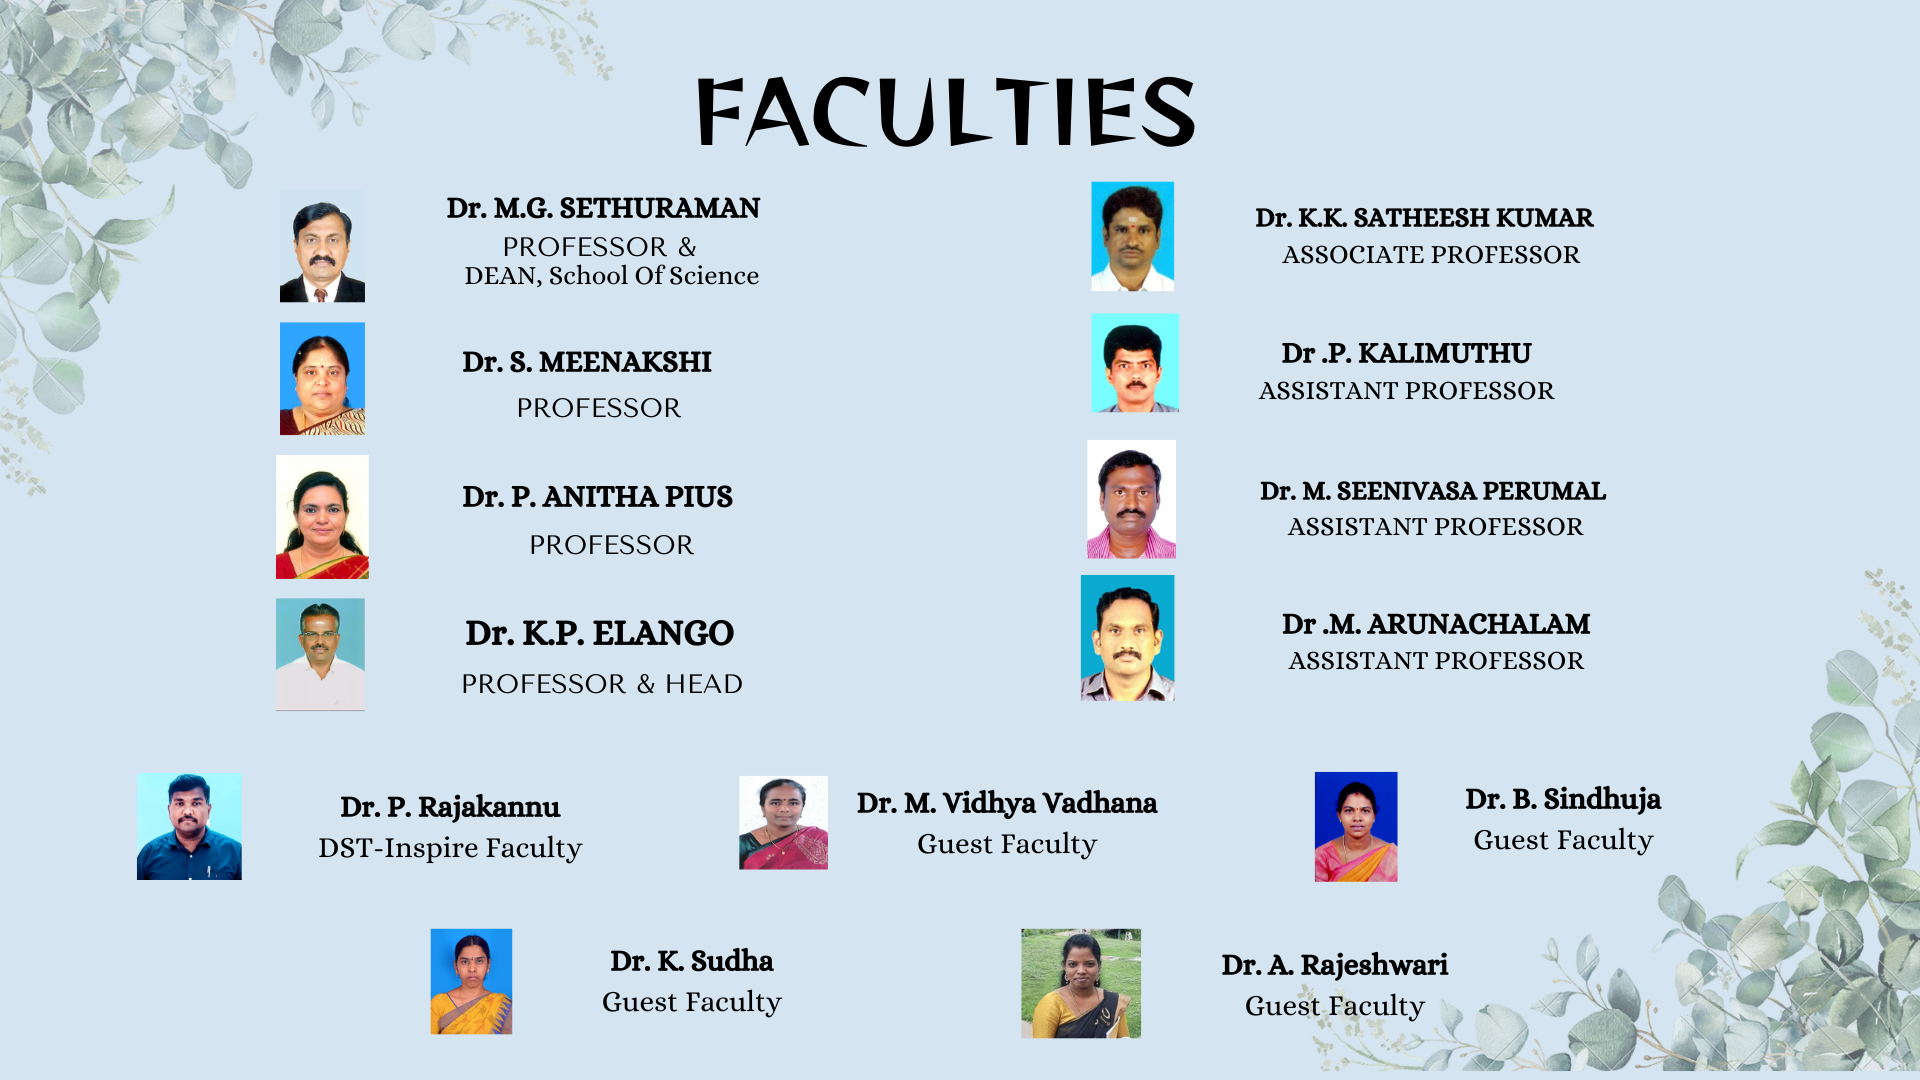 FACULTIES
Dr. M.G. SETHURAMAN
PROFESSOR &
DEAN, School Of Science
Dr. S. MEENAKSHI
PROFESSOR
Dr. P. ANITHA PIUS
PROFESSOR
Dr. K.P. ELANGO
PROFESSOR & HEAD
Dr. K.K. SATHEESH KUMAR
ASSOCIATE PROFESSOR
Dr .P. KALIMUTHU
ASSISTANT PROFESSOR
Dr. M. SEENIVASA PERUMAL
ASSISTANT PROFESSOR
Dr .M. ARUNACHALAM
ASSISTANT PROFESSOR
Dr. P. Rajakannu
DST-Inspire Faculty
Dr. M. Vidhya Vadhana
Guest Faculty
Dr. B. Sindhuja
Guest Faculty
Dr. K. Sudha
Guest Faculty
Dr. A. Rajeshwari
Guest Faculty